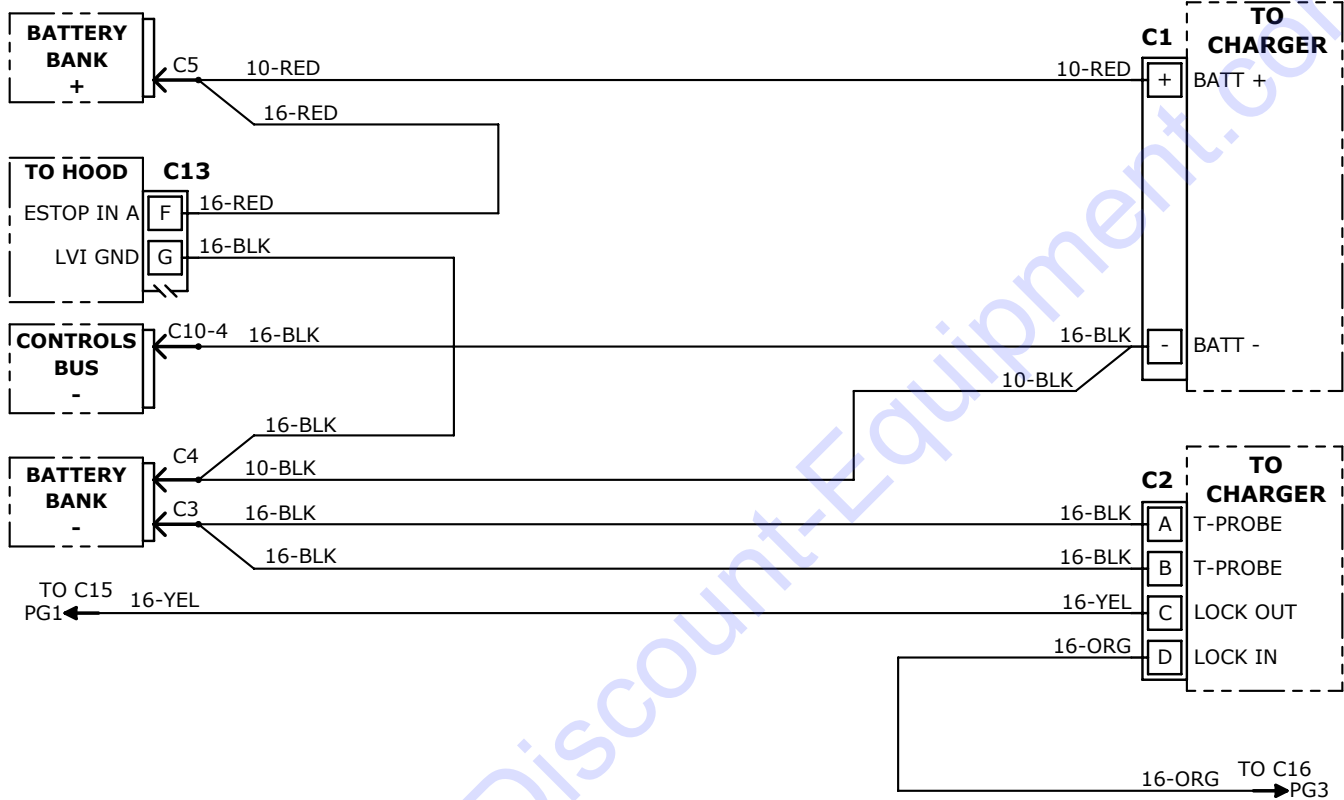 BATTERY
BANK
+
C5
10-RED
10-RED
C1
+
BATT +
TO
CHARGER
16-RED
TO HOOD
C13
ESTOP IN A
F
16-RED
LVI GND
G
16-BLK
CONTROLS
BUS
-
C10-4
16-BLK
16-BLK
-
BATT -
10-BLK
16-BLK
BATTERY
BANK
-
C4
10-BLK
C3
16-BLK
16-BLK
C2
TO
CHARGER
A
T-PROBE
16-BLK
16-BLK
B
T-PROBE
TO C15
PG1
16-YEL
16-YEL
C
LOCK OUT
16-ORG
D
LOCK IN
16-ORG
TO C16
PG3
Discount-Equipment.com